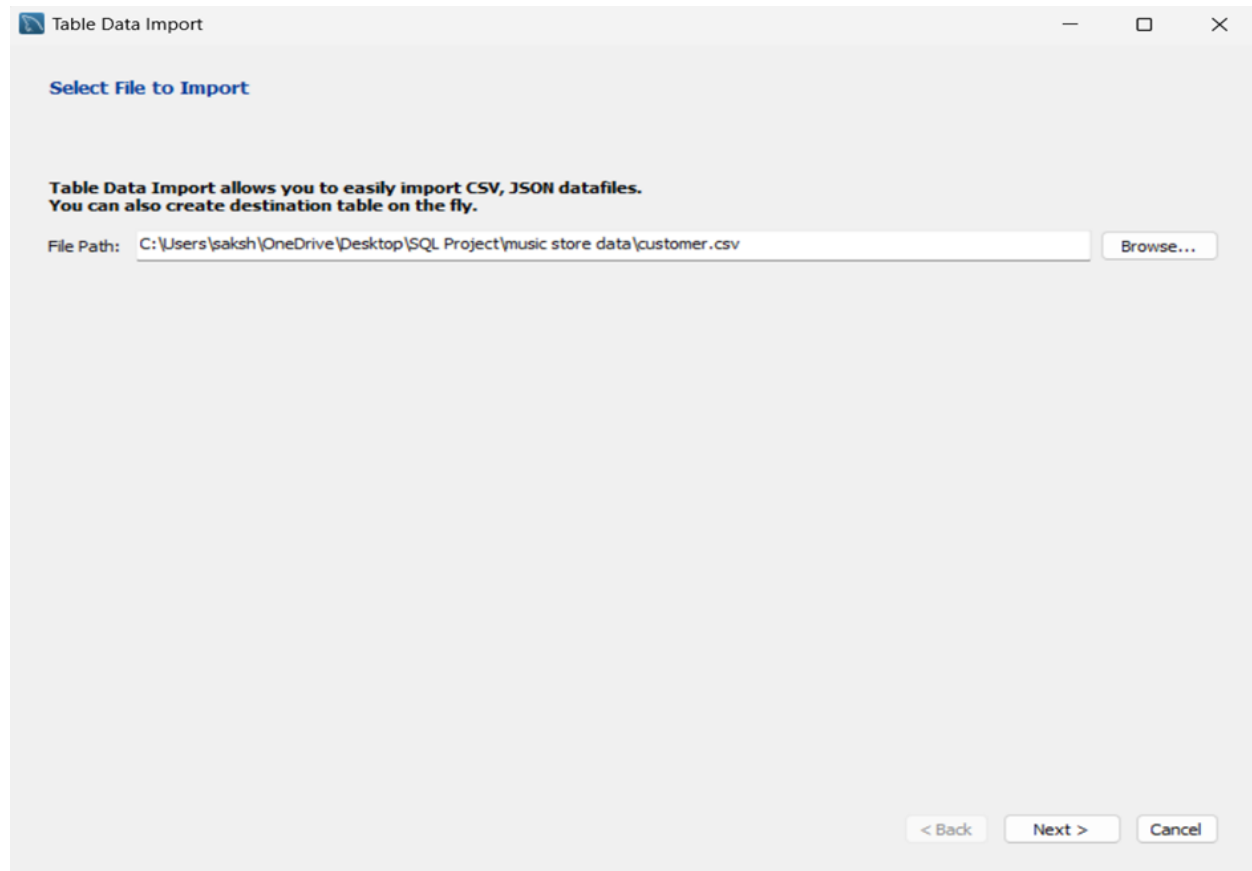 Table Data Import
Select File to Import
Table Data Import allows you to easily import CSV, JSON datafiles.
You can also create destination table on the fly.
File Path: C:\Users\saksh\OneDrive\Desktop\SQL Project\music store data\customer.csv Browse...
< Back Next > Cancel